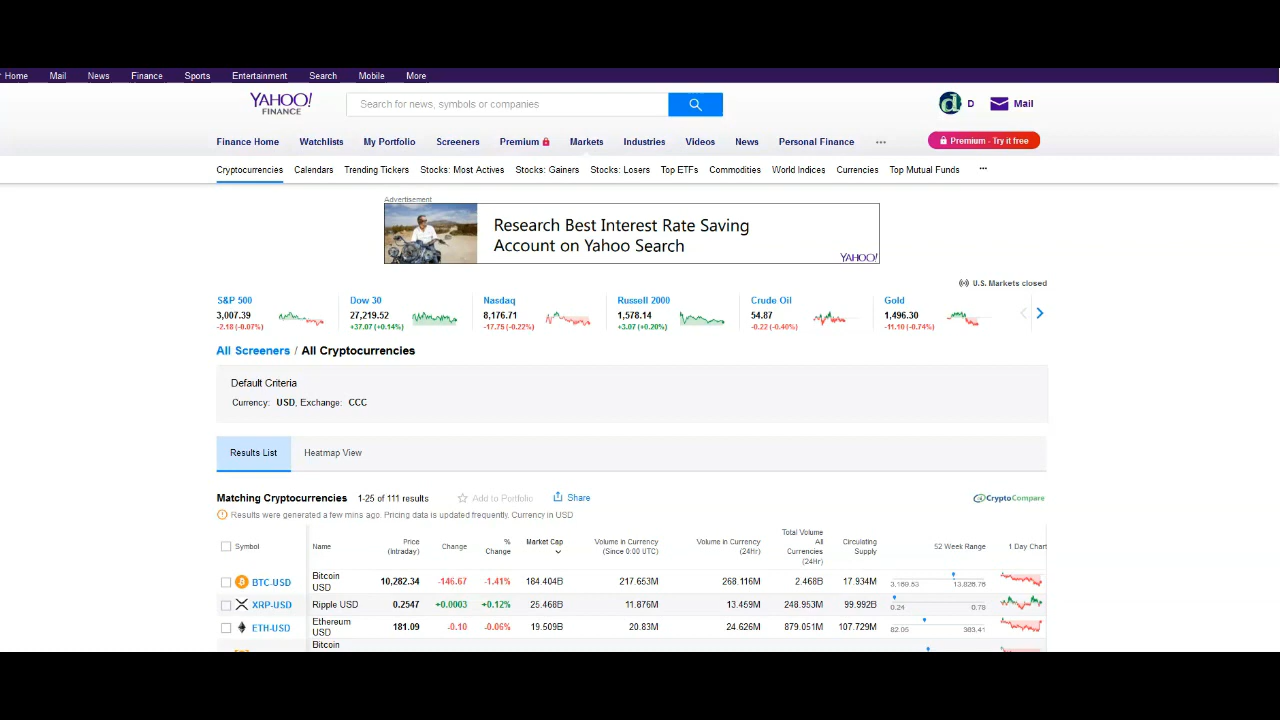 Home Mail News Finance Sports Entertainment Search Mobile More
YAHOO!
FINANCE
Search for news, symbols or companies
d D Mail
Finance Home Watchlists My Portfolio Screeners Premium Markets Industries Videos News Personal Finance ... Premium - Try it free
Cryptocurrencies Calendars Trending Tickers Stocks: Most Actives Stocks: Gainers Stocks: Losers Top ETFs Commodities World Indices Currencies Top Mutual Funds ...
Advertisement
Research Best Interest Rate Saving
Account on Yahoo Search
YAHOO!
U.S. Markets closed
S&P 500 Dow 30 Nasdaq Russell 2000 Crude Oil Gold
3,007.39 27,219.52 8,176.71 1,578.14 54.87 1,496.30
-2.18 (-0.07%) +37.07 (+0.14%) -17.75 (-0.22%) +3.07 (+0.20%) -0.22 (-0.40%) -11.10 (-0.74%)
All Screeners / All Cryptocurrencies
Default Criteria
Currency: USD, Exchange: CCC
Results List Heatmap View
Matching Cryptocurrencies 1-25 of 111 results Add to Portfolio Share CryptoCompare
Results were generated a few mins ago. Pricing data is updated frequently. Currency in USD
Symbol Name Price (Intraday) Change % Change Market Cap Volume in Currency (Since 0:00 UTC) Volume in Currency (24Hr) Total Volume All Currencies (24Hr) Circulating Supply 52 Week Range 1 Day Chart
BTC-USD Bitcoin USD 10,282.34 -146.67 -1.41% 184.404B 217.653M 268.116M 2.468B 17.934M 3,169.53 13,826.76
XRP-USD Ripple USD 0.2547 +0.0003 +0.12% 25.468B 11.876M 13.459M 248.953M 99.992B 0.24 0.78
ETH-USD Ethereum USD 181.09 -0.10 -0.06% 19.509B 20.83M 24.626M 879.051M 107.729M 82.05 363.41
Bitcoin